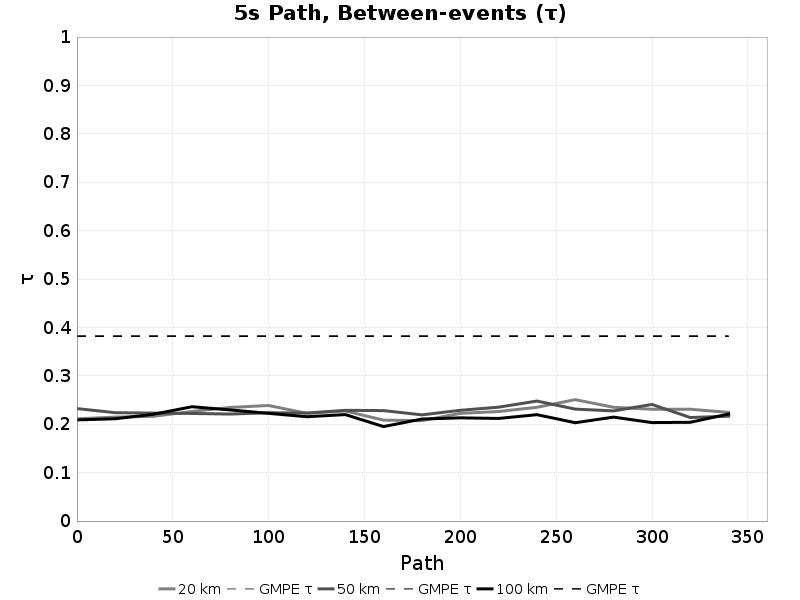 5s Path, Between-events (τ)
1
0.9
0.8
0.7
0.6
0.5
0.4
0.3
0.2
0.1
0
τ
0 50 100 150 200 250 300 350
Path
20 km GMPE τ 50 km GMPE τ 100 km GMPE τ